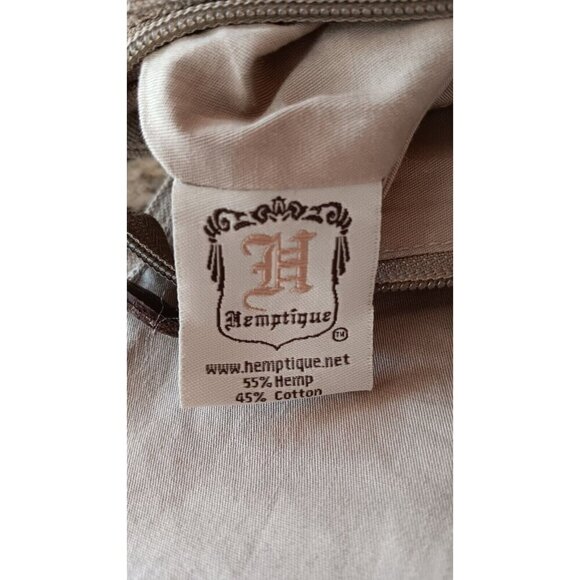 H
Hemptique
TM
www.hemptique.net
55% Hemp
45% Cotton